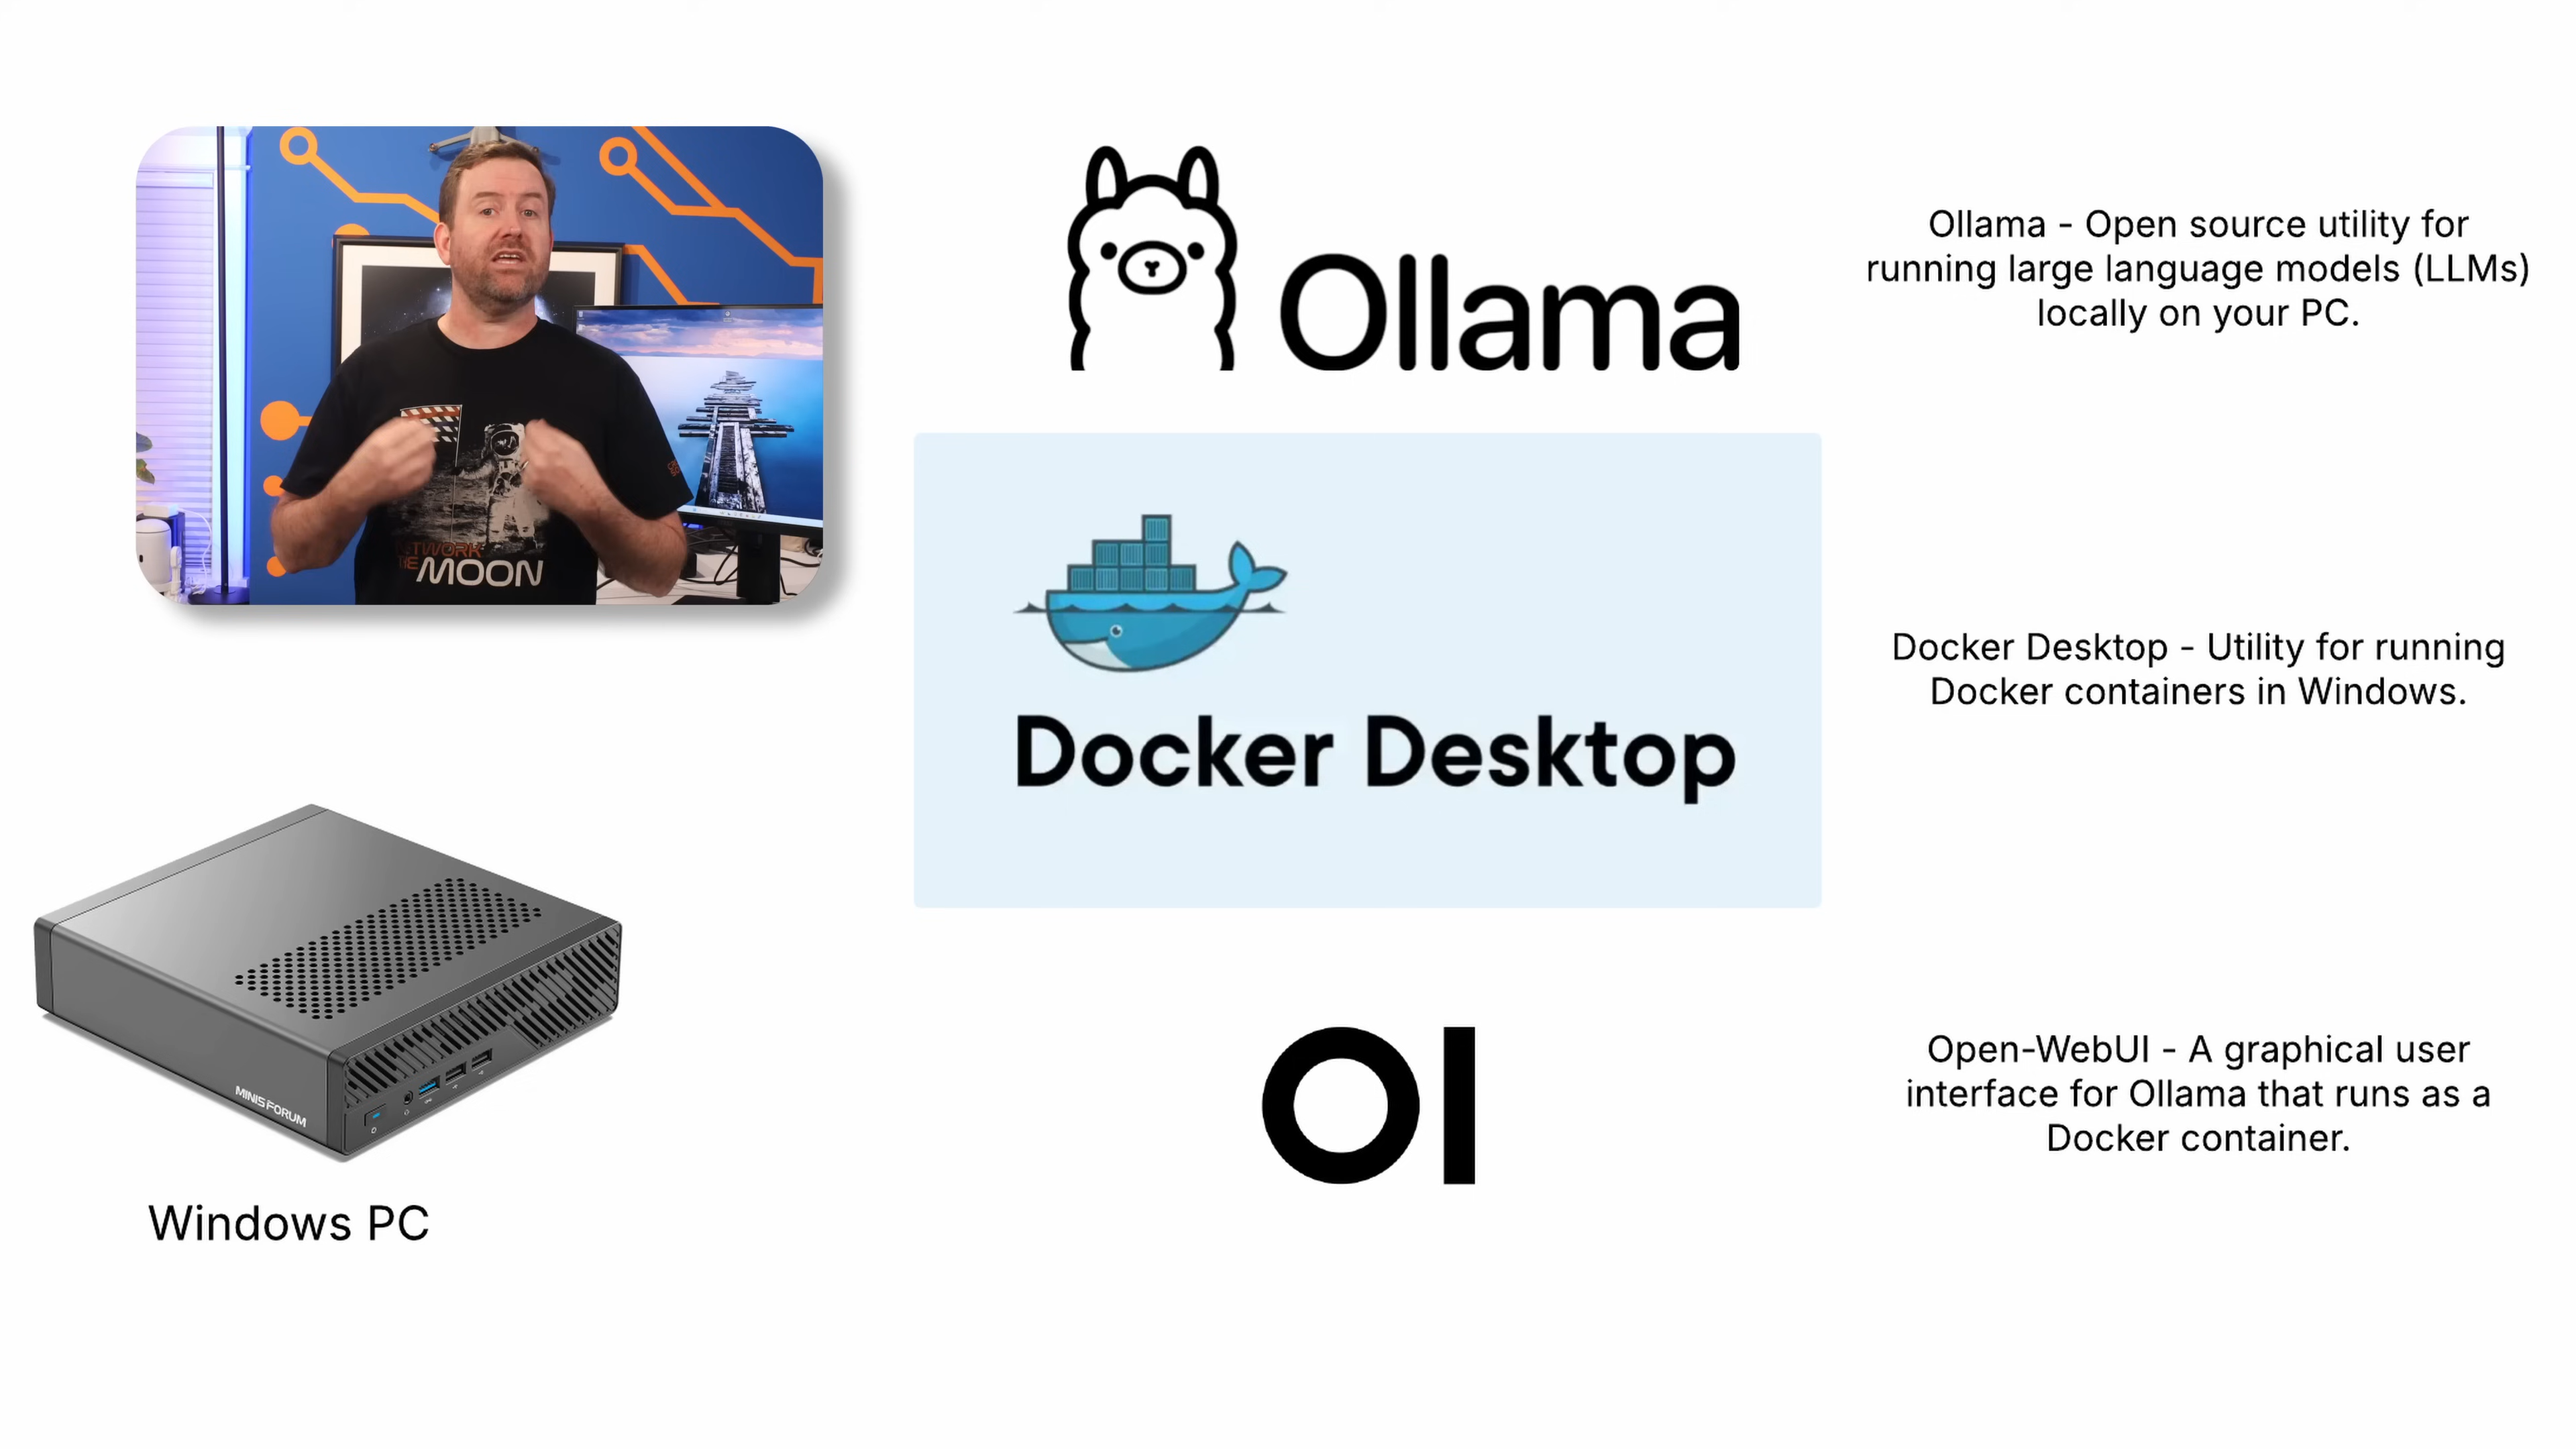 Ollama
Ollama - Open source utility for
running large language models (LLMs)
locally on your PC.
MOON
Docker Desktop
Docker Desktop - Utility for running
Docker containers in Windows.
MINISFORUM
Windows PC
OI
Open-WebUI - A graphical user
interface for Ollama that runs as a
Docker container.